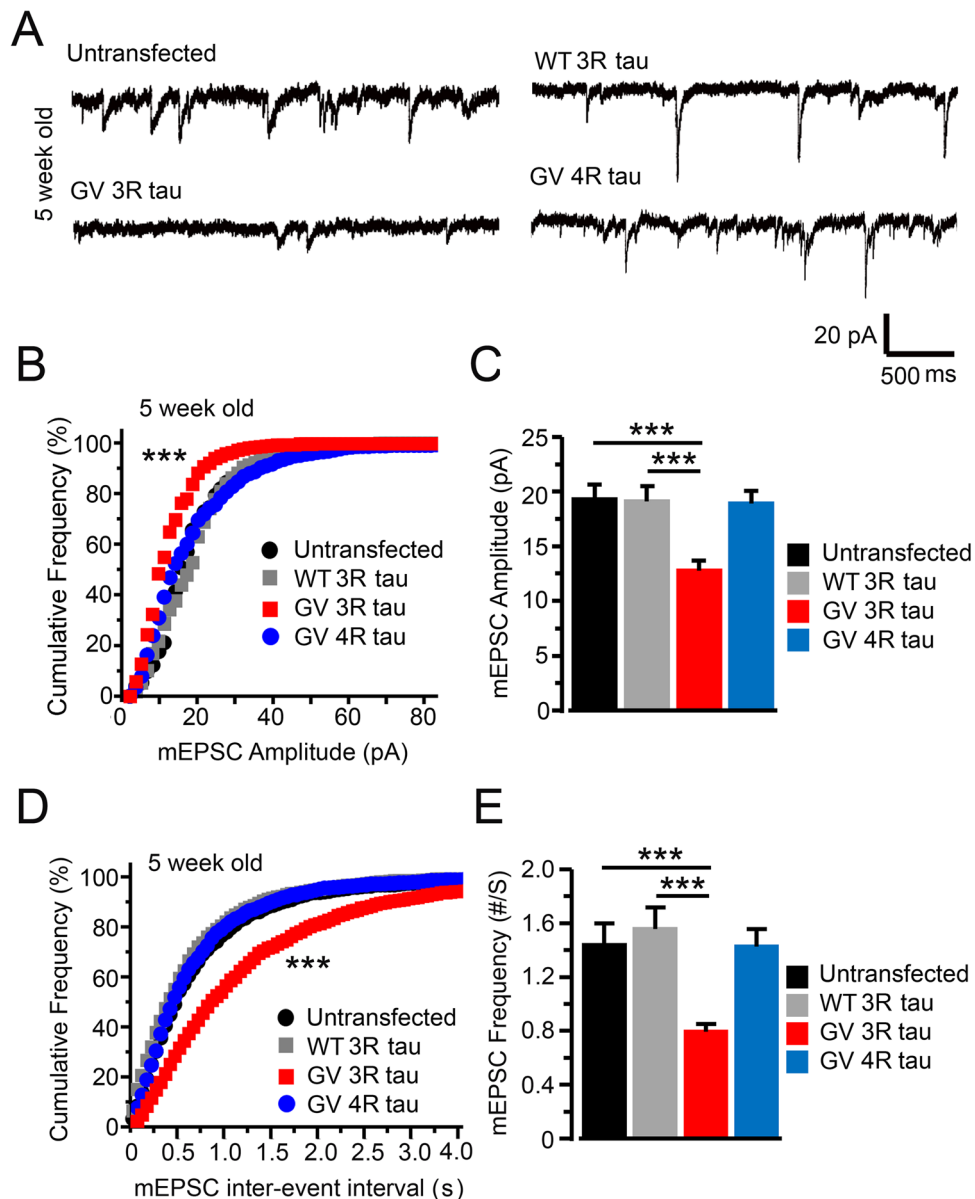 A
Untransfected
WT 3R tau
5 week old
GV 3R tau
GV 4R tau
20 pA
500 ms
B
5 week old
***
Cumulative Frequency (%)
100
80
60
40
20
0
Untransfected
WT 3R tau
GV 3R tau
GV 4R tau
0 20 40 60 80
mEPSC Amplitude (pA)
C
mEPSC Amplitude (pA)
25
20
15
10
5
0
***
***
Untransfected
WT 3R tau
GV 3R tau
GV 4R tau
D
5 week old
Cumulative Frequency (%)
100
80
60
40
20
0
***
Untransfected
WT 3R tau
GV 3R tau
GV 4R tau
0.0 0.5 1.0 1.5 2.0 2.5 3.0 4.0
mEPSC inter-event interval (s)
E
mEPSC Frequency (#/S)
2.0
1.6
1.2
0.8
0.4
0
***
***
Untransfected
WT 3R tau
GV 3R tau
GV 4R tau